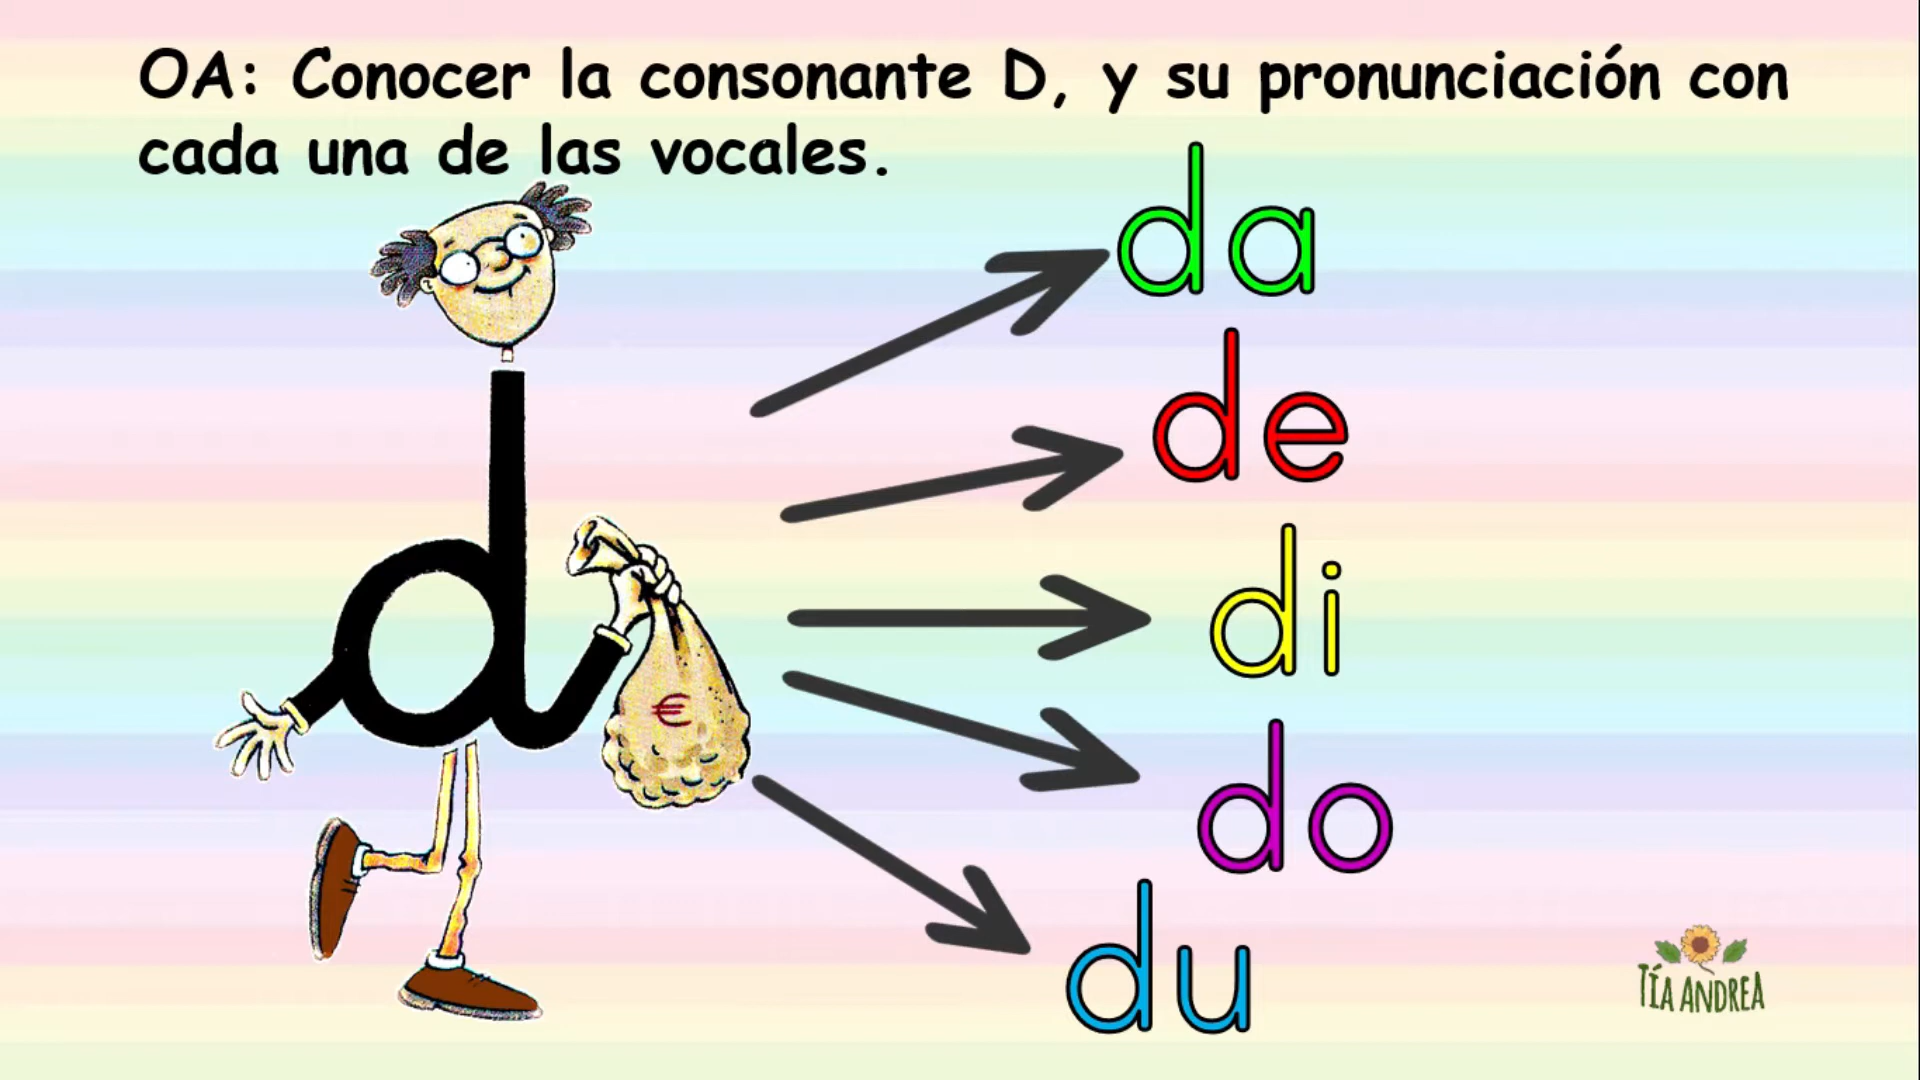 OA: Conocer la consonante D, y su pronunciación con
cada una de las vocales.
da
de
di
do
du
d
€
TÍA ANDREA